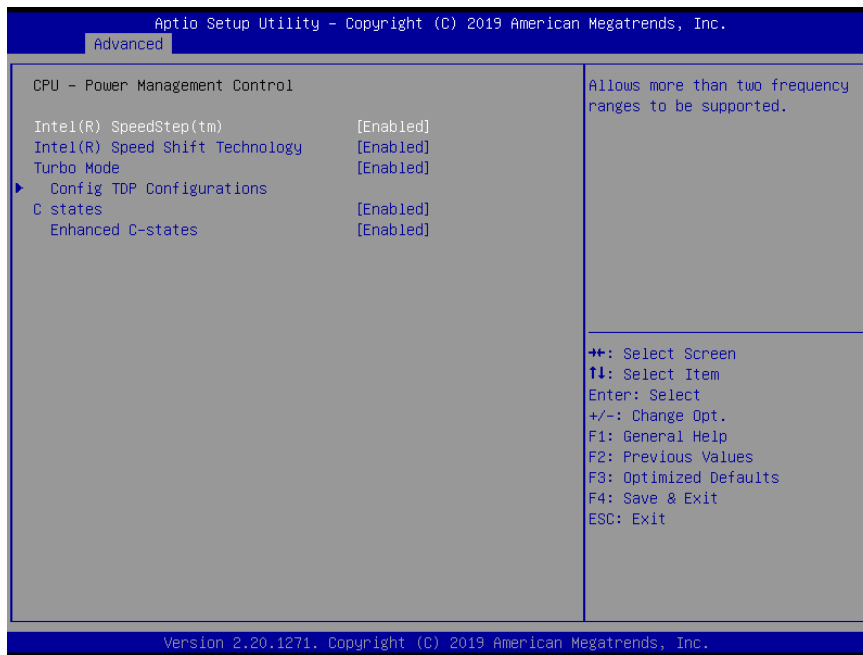 Aptio Setup Utility – Copyright (C) 2019 American Megatrends, Inc.
Advanced
CPU – Power Management Control
Intel(R) SpeedStep(tm) [Enabled]
Intel(R) Speed Shift Technology [Enabled]
Turbo Mode [Enabled]
Config TDP Configurations
C states [Enabled]
Enhanced C-states [Enabled]
Allows more than two frequency
ranges to be supported.
→←: Select Screen
↑↓: Select Item
Enter: Select
+/-: Change Opt.
F1: General Help
F2: Previous Values
F3: Optimized Defaults
F4: Save & Exit
ESC: Exit
Version 2.20.1271. Copyright (C) 2019 American Megatrends, Inc.